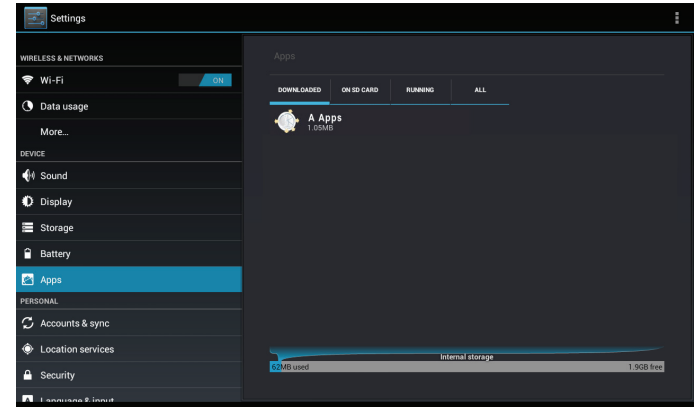 Settings
WIRELESS & NETWORKS
Wi-Fi
ON
Data usage
More...
DEVICE
Sound
Display
Storage
Battery
Apps
PERSONAL
Accounts & sync
Location services
Security
Language & input
Apps
DOWNLOADED
ON SD CARD
RUNNING
ALL
A Apps
1.05MB
Internal storage
62MB used
1.9GB free